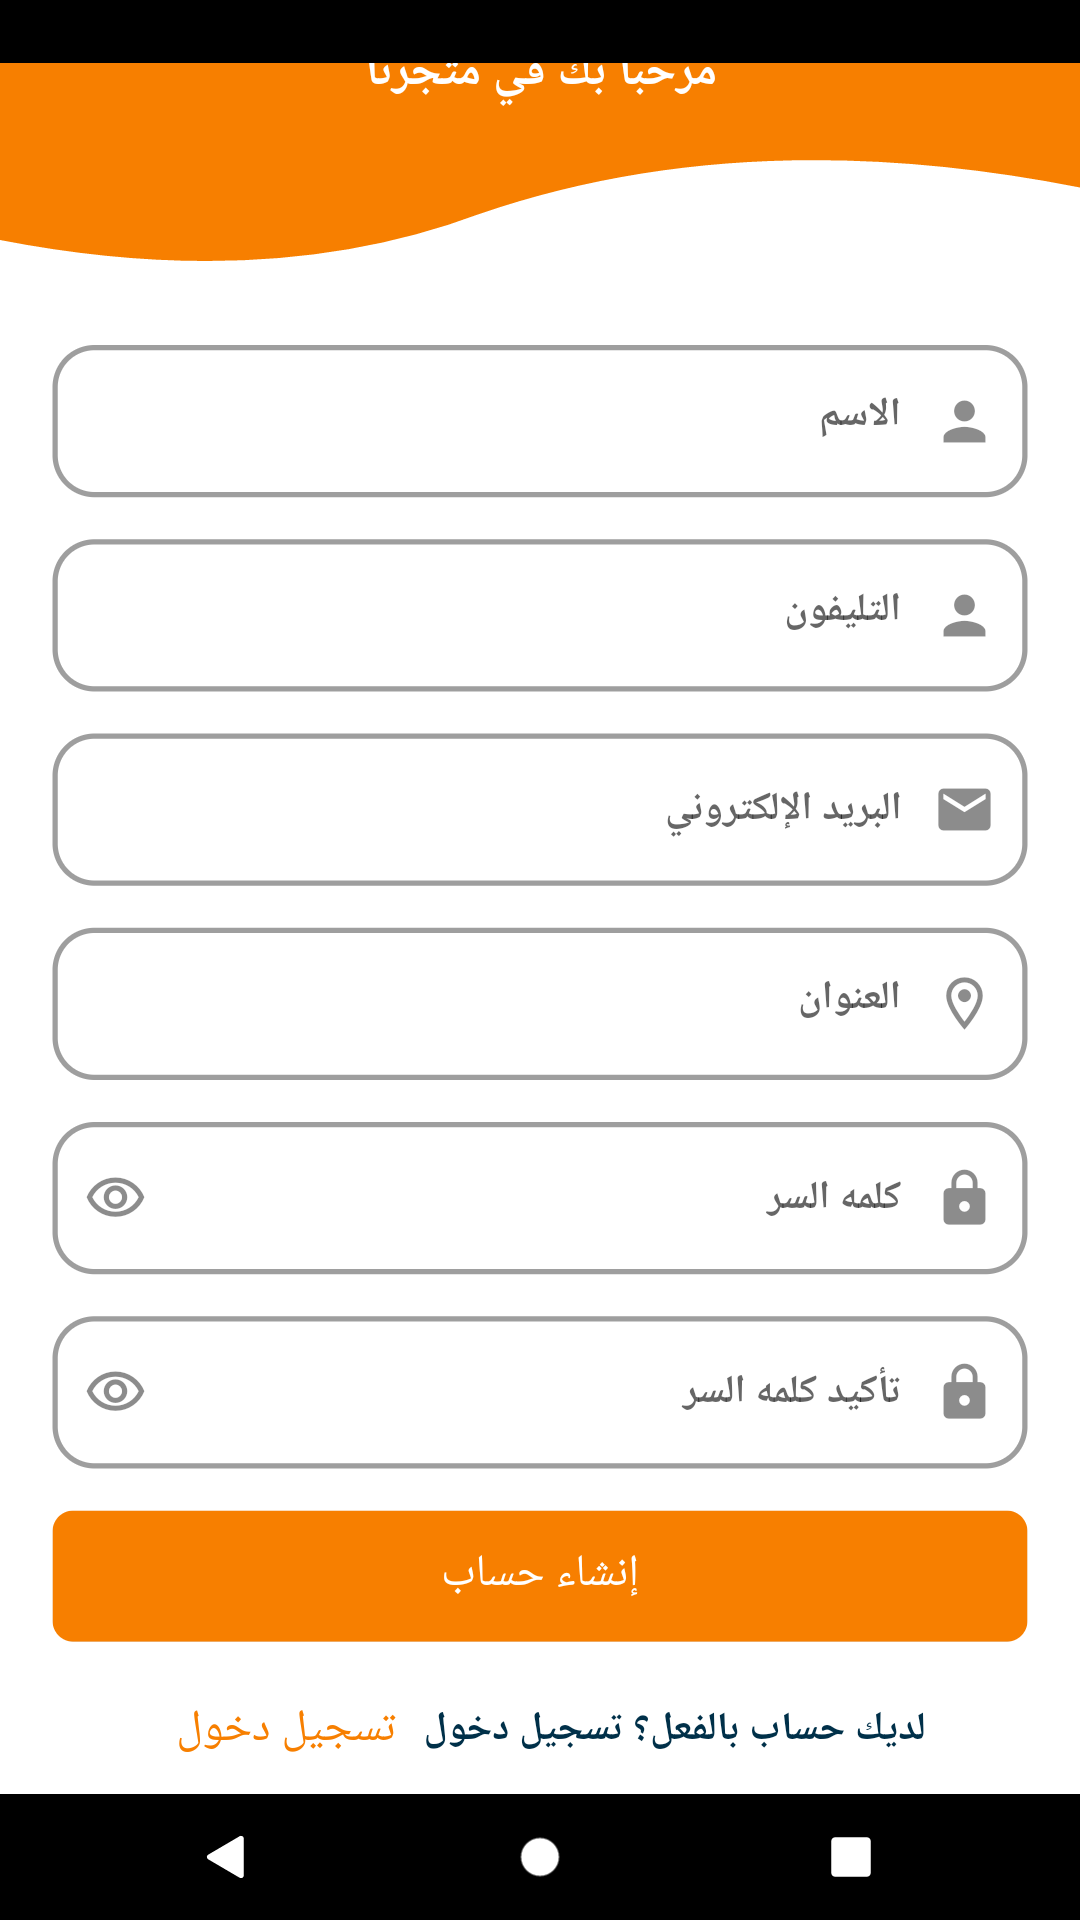 مرحبا بك في متجرنا
الاسم
التليفون
البريد الإلكتروني
العنوان
كلمه السر
تأكيد كلمه السر
إنشاء حساب
لديك حساب بالفعل؟ تسجيل دخول تسجيل دخول